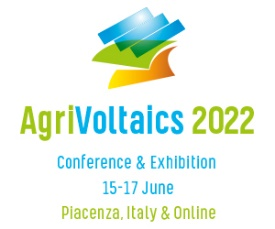 AgriVoltaics 2022
Conference & Exhibition
15-17 June
Piacenza, Italy & Online